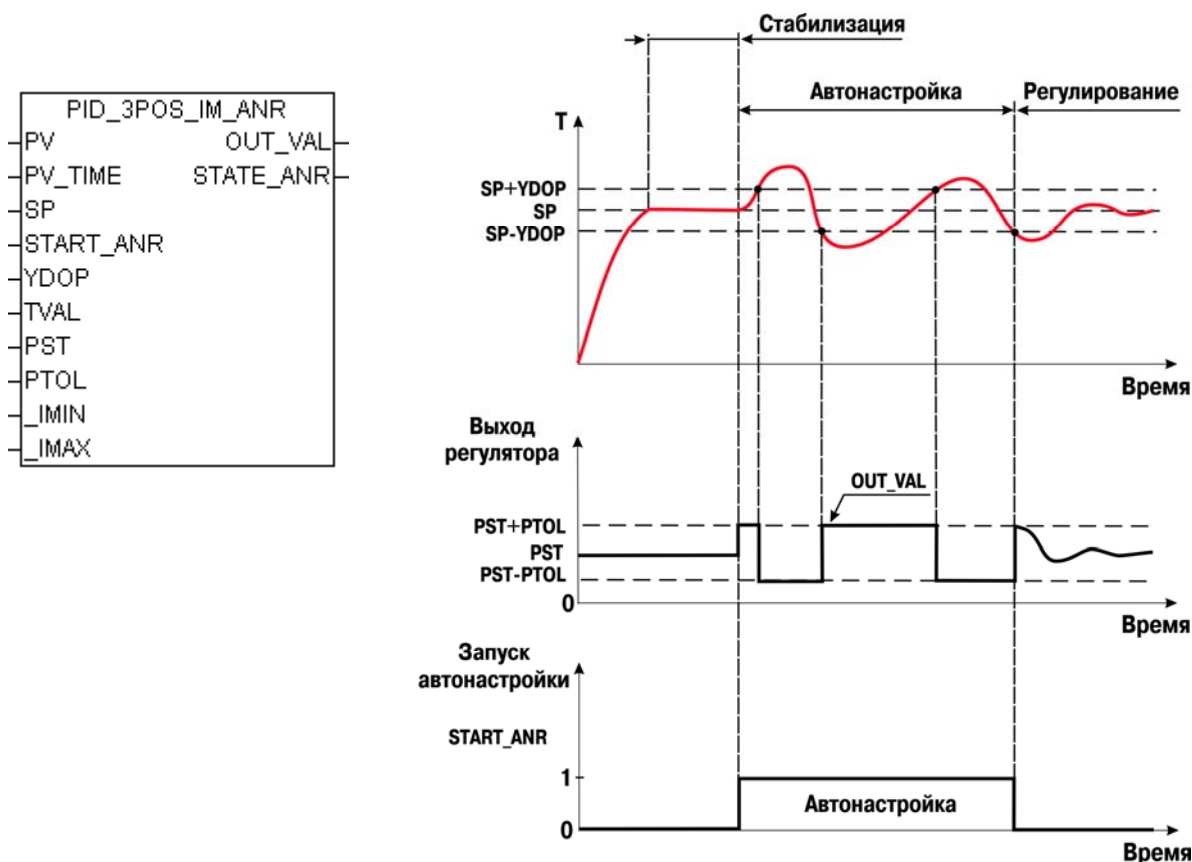 PID_3POS_IM_ANR
PV OUT_VAL
PV_TIME STATE_ANR
SP
START_ANR
YDOP
TVAL
PST
PTOL
_IMIN
_IMAX
Стабилизация
Автонастройка
Регулирование
T
SP+YDOP
SP
SP-YDOP
Время
Выход
регулятора
OUT_VAL
PST+PTOL
PST
PST-PTOL
0
Время
Запуск
автонастройки
START_ANR
1
Автонастройка
0
Время